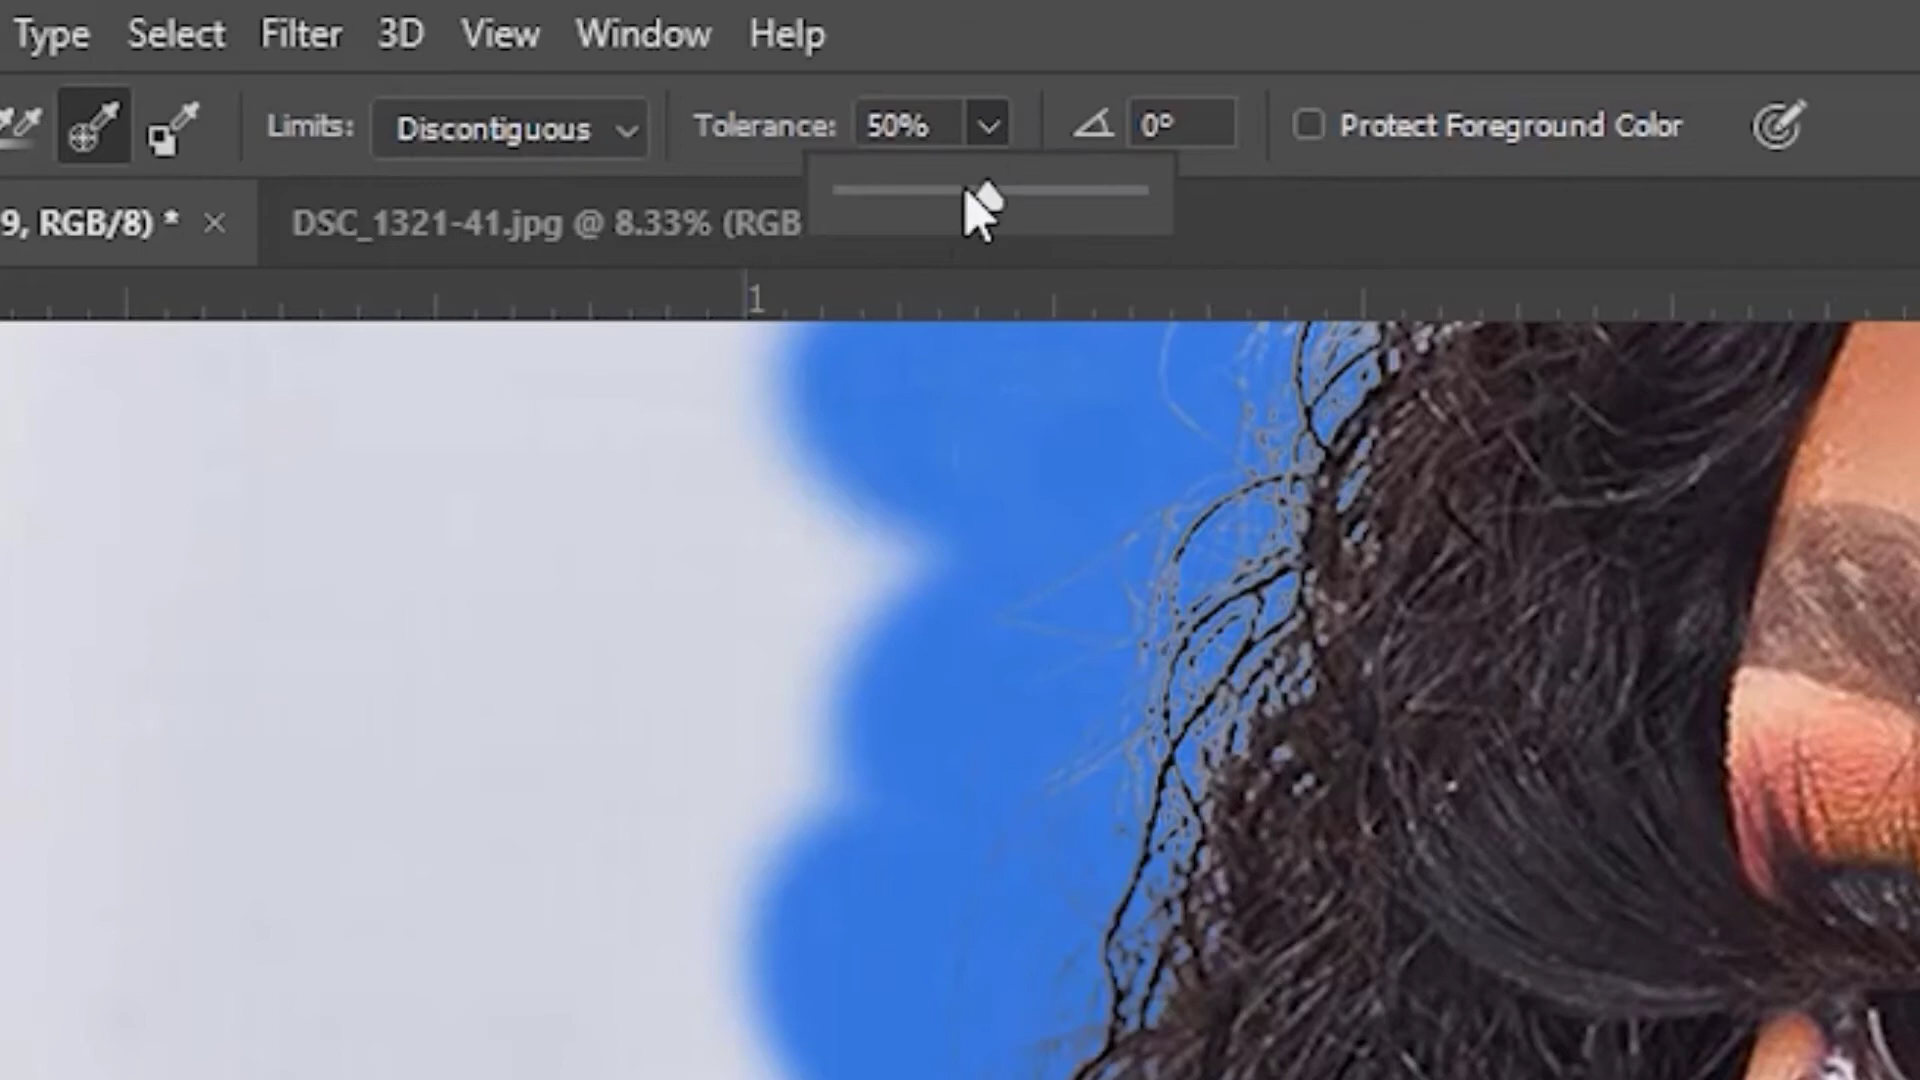 Type Select Filter 3D View Window Help
Limits: Discontiguous Tolerance: 50% 0° Protect Foreground Color
9, RGB/8) * × DSC_1321-41.jpg @ 8.33% (RGB
1